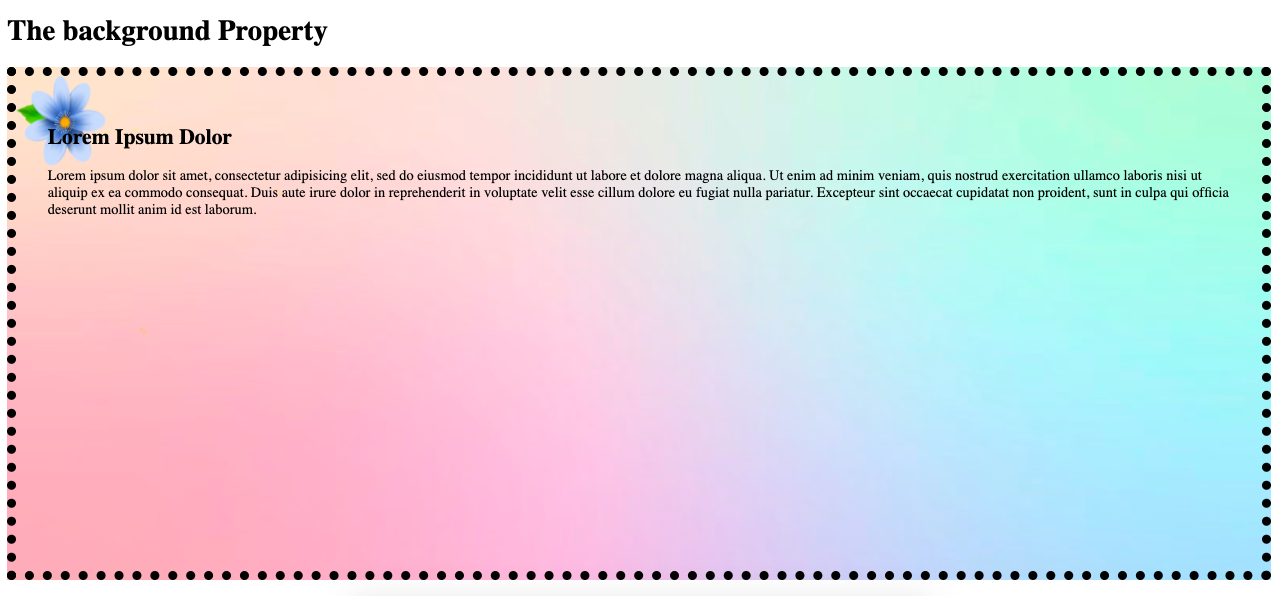 The background Property
Lorem Ipsum Dolor
Lorem ipsum dolor sit amet, consectetur adipisicing elit, sed do eiusmod tempor incididunt ut labore et dolore magna aliqua. Ut enim ad minim veniam, quis nostrud exercitation ullamco laboris nisi ut
aliquip ex ea commodo consequat. Duis aute irure dolor in reprehenderit in voluptate velit esse cillum dolore eu fugiat nulla pariatur. Excepteur sint occaecat cupidatat non proident, sunt in culpa qui officia
deserunt mollit anim id est laborum.